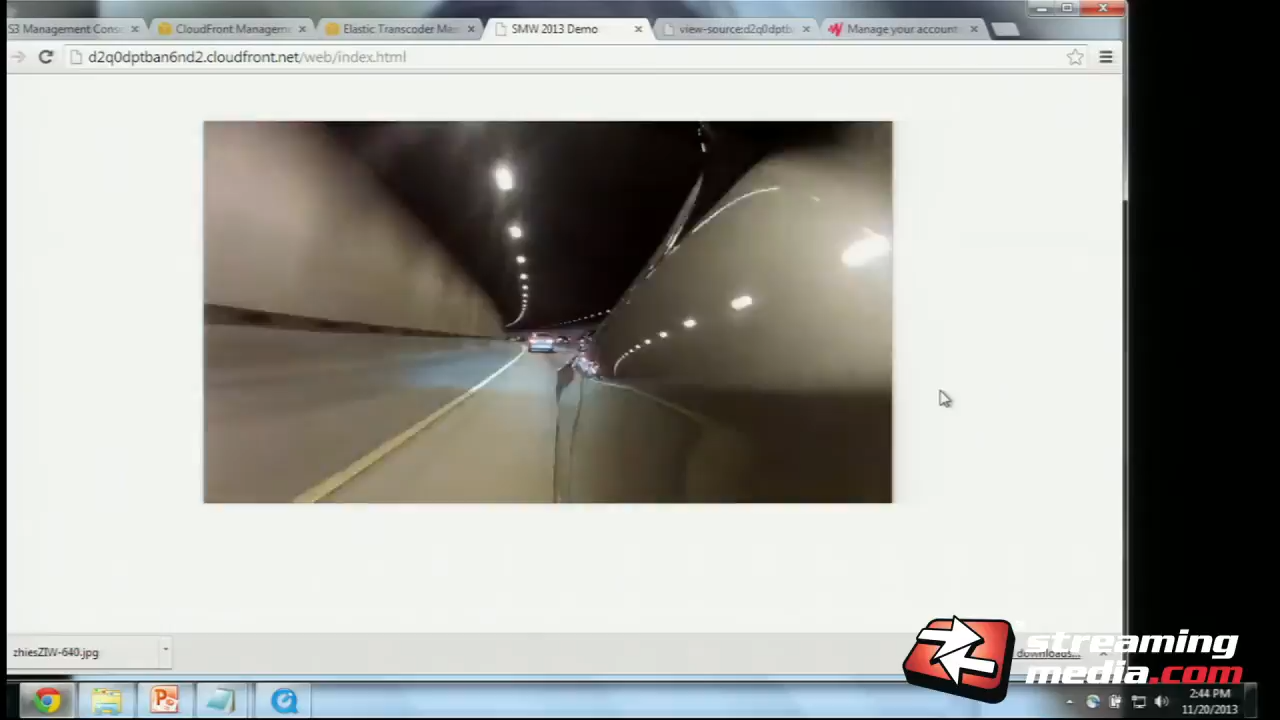 S3 Management Cons
CloudFront Managem
Elastic Transcoder Ma
SMW 2013 Demo
view-source:d2q0dptb
Manage your account
d2q0dptban6nd2.cloudfront.net/web/index.html
zhiesZIW-640.jpg
downloads...
streaming
media.com
2:44 PM
11/20/2013